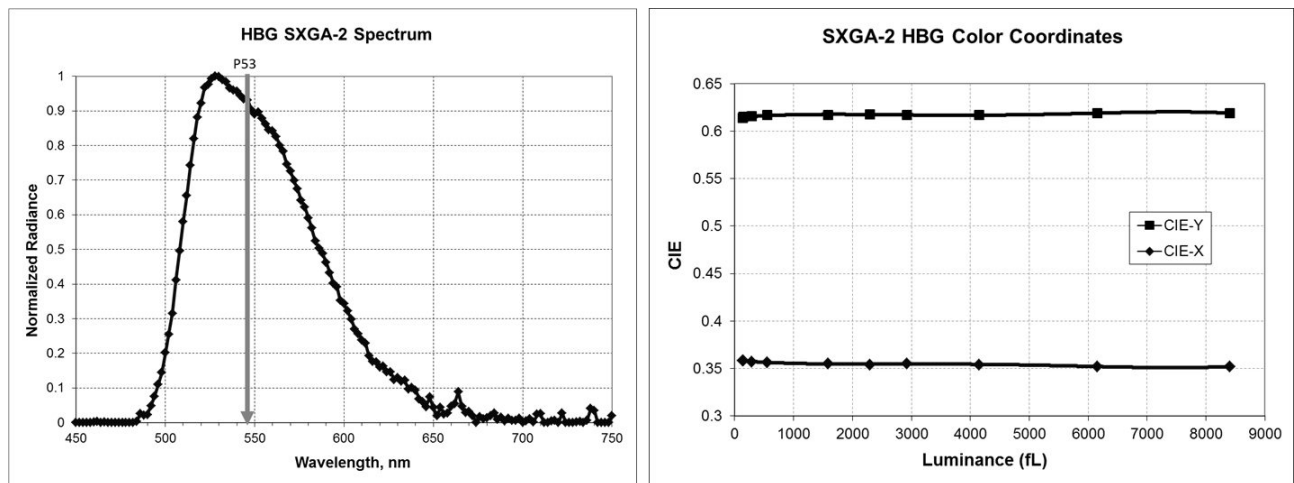 HBG SXGA-2 Spectrum
P53
1
0.9
0.8
0.7
0.6
0.5
0.4
0.3
0.2
0.1
0
450 500 550 600 650 700 750
Normalized Radiance
Wavelength, nm
SXGA-2 HBG Color Coordinates
0.65
0.6
0.55
0.5
0.45
0.4
0.35
0.3
0 1000 2000 3000 4000 5000 6000 7000 8000 9000
CIE
CIE-Y
CIE-X
Luminance (fL)